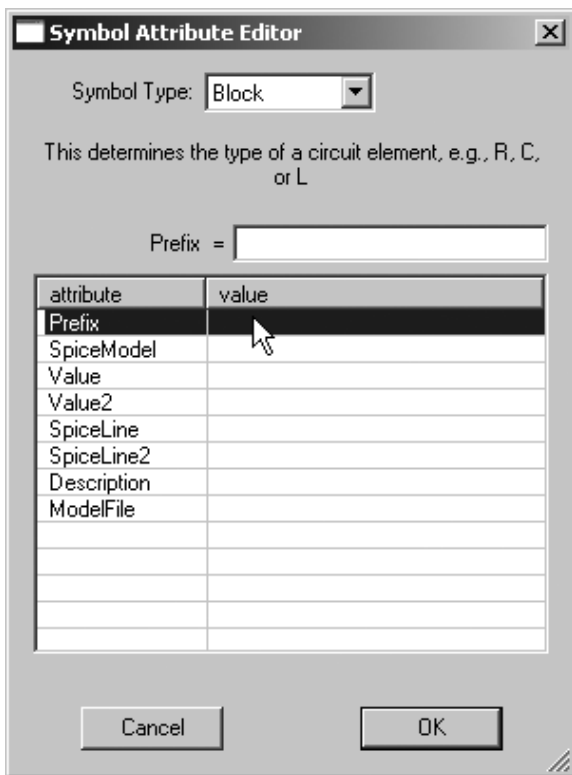 Symbol Attribute Editor
Symbol Type: Block
This determines the type of a circuit element, e.g., R, C,
or L
Prefix =
attribute value
Prefix
SpiceModel
Value
Value2
SpiceLine
SpiceLine2
Description
ModelFile
Cancel OK